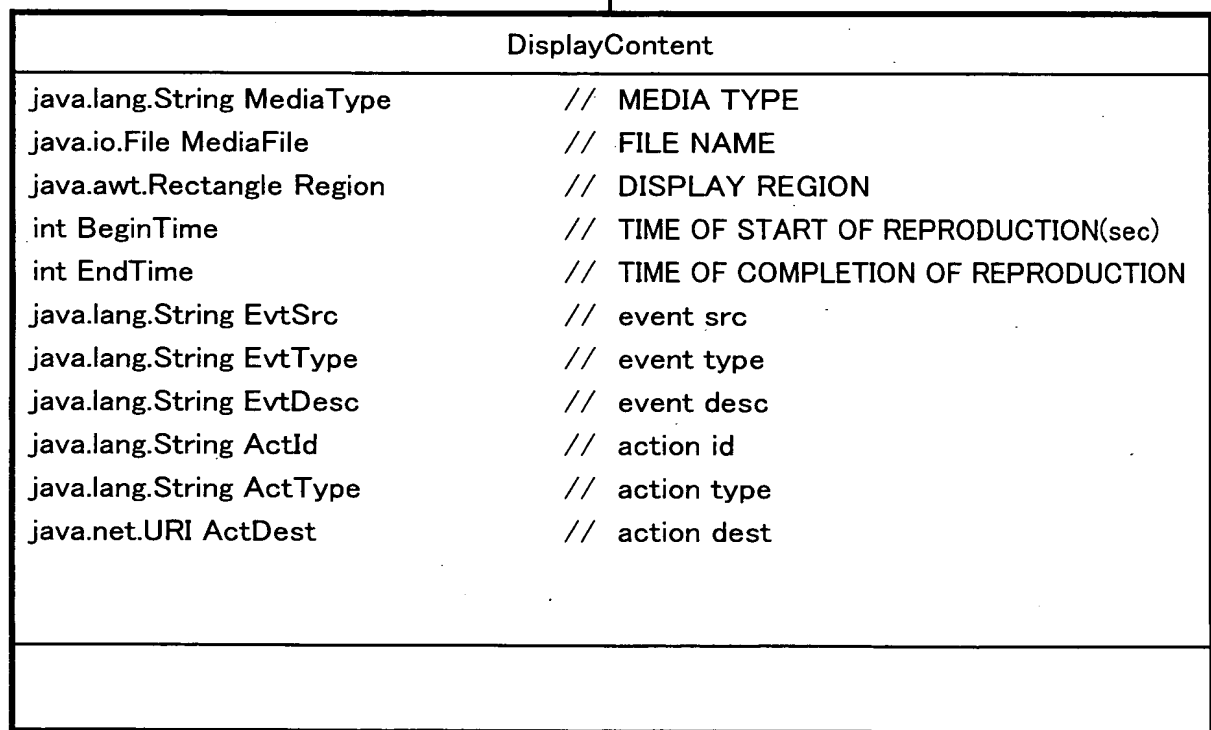 DisplayContent
java.lang.String MediaType // MEDIA TYPE
java.io.File MediaFile // FILE NAME
java.awt.Rectangle Region // DISPLAY REGION
int BeginTime // TIME OF START OF REPRODUCTION(sec)
int EndTime // TIME OF COMPLETION OF REPRODUCTION
java.lang.String EvtSrc // event src
java.lang.String EvtType // event type
java.lang.String EvtDesc // event desc
java.lang.String ActId // action id
java.lang.String ActType // action type
java.net.URI ActDest // action dest